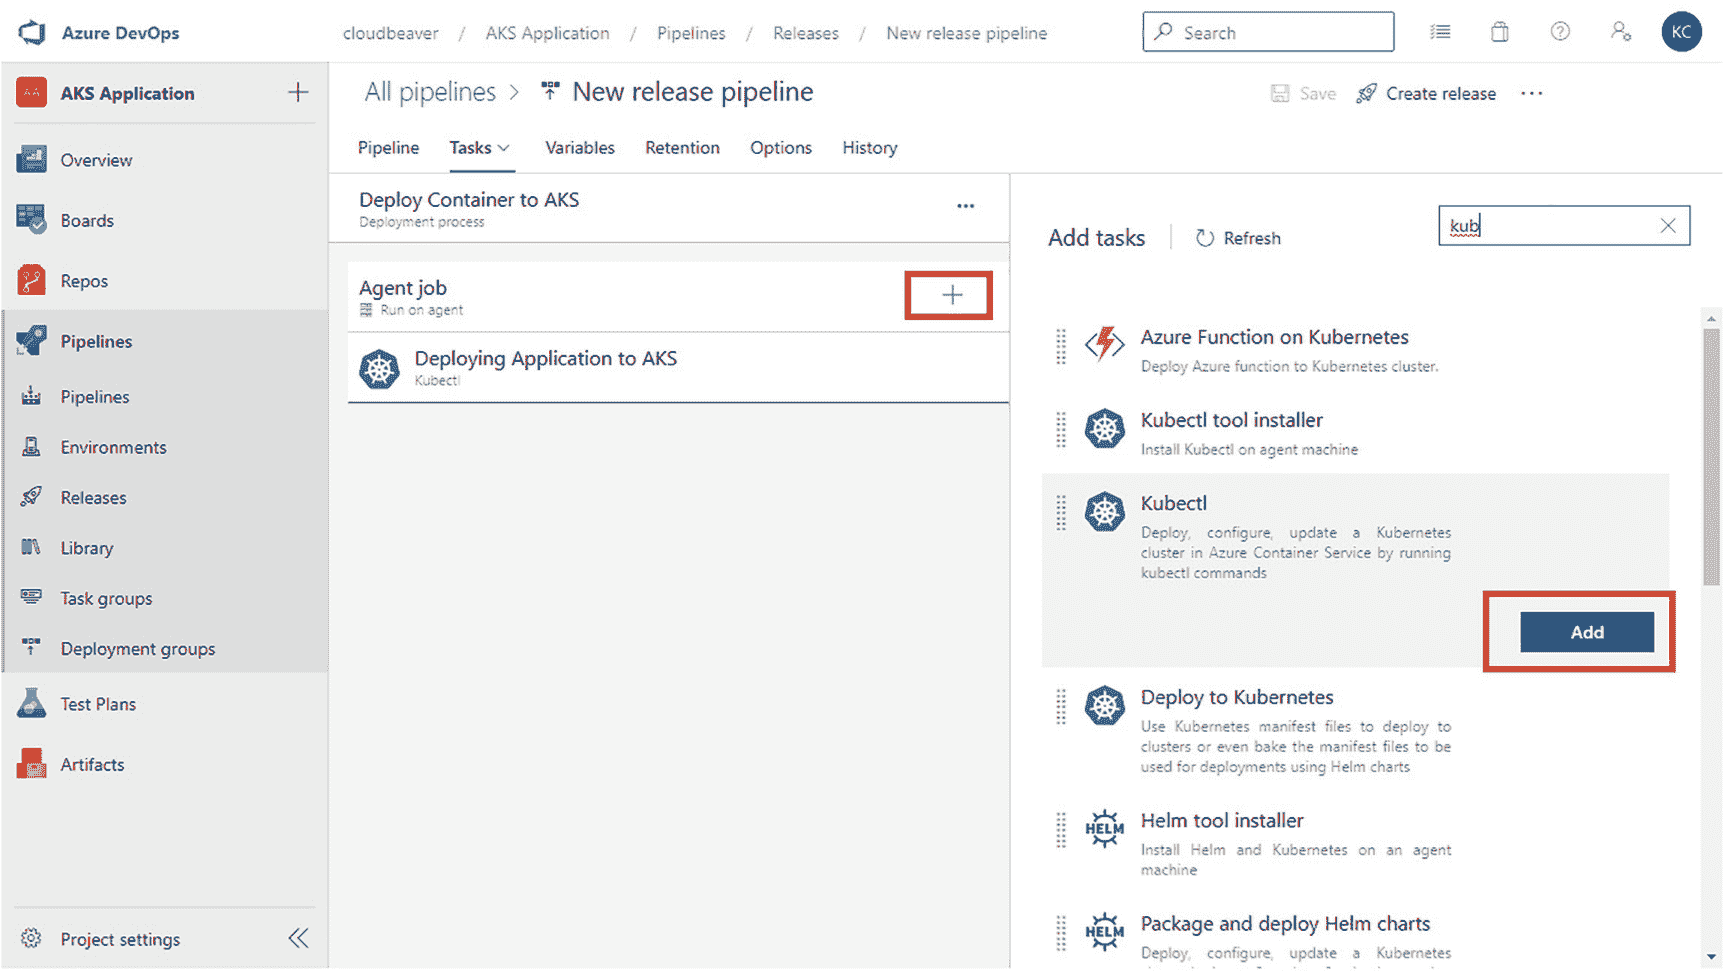 Azure DevOps
cloudbeaver / AKS Application / Pipelines / Releases / New release pipeline
Search
KC
AKS Application
Overview
Boards
Repos
Pipelines
Pipelines
Environments
Releases
Library
Task groups
Deployment groups
Test Plans
Artifacts
Project settings
All pipelines > New release pipeline
Save
Create release
Pipeline Tasks Variables Retention Options History
Deploy Container to AKS
Deployment process
Agent job
Run on agent
Deploying Application to AKS
Kubectl
Add tasks
Refresh
kub
Azure Function on Kubernetes
Deploy Azure function to Kubernetes cluster.
Kubectl tool installer
Install Kubectl on agent machine
Kubectl
Deploy, configure, update a Kubernetes
cluster in Azure Container Service by running
kubectl commands
Add
Deploy to Kubernetes
Use Kubernetes manifest files to deploy to
clusters or even bake the manifest files to be
used for deployments using Helm charts
HELM
Helm tool installer
Install Helm and Kubernetes on an agent
machine
HELM
Package and deploy Helm charts
Deploy, configure, update a Kubernetes